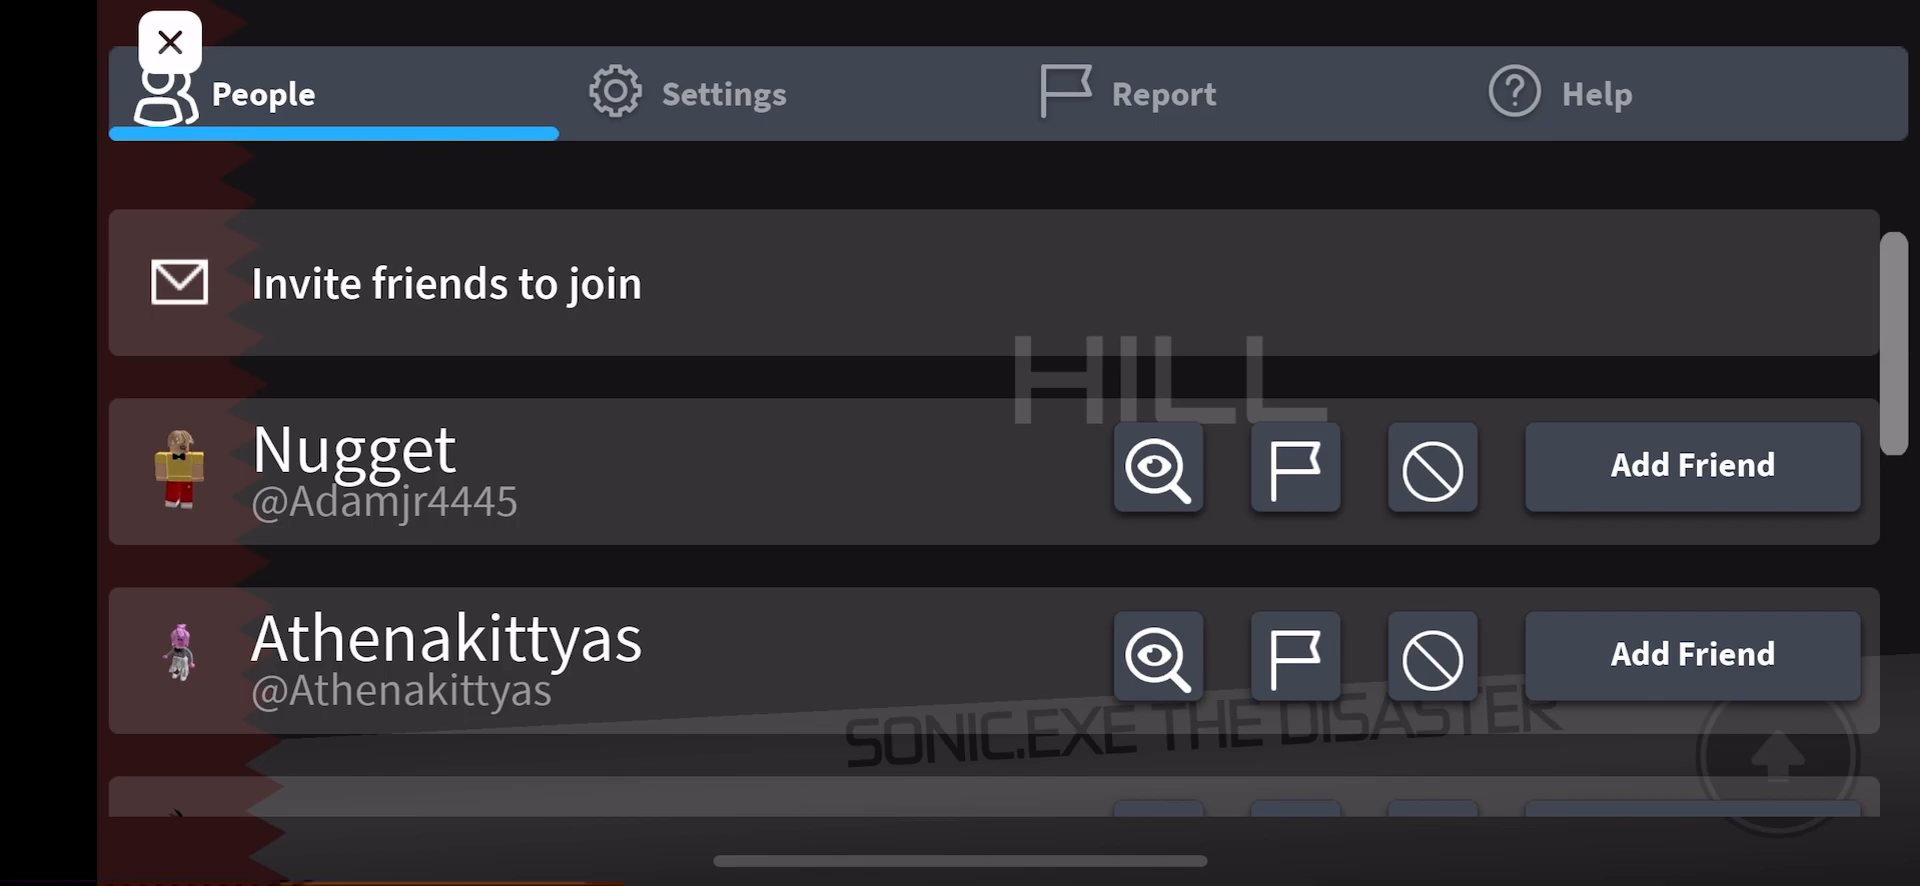 People
Settings
Report
Help
Invite friends to join
HILL
Nugget
@Adamjr4445
Add Friend
Athenakittyas
@Athenakittyas
Add Friend
SONIC.EXE THE DISASTER